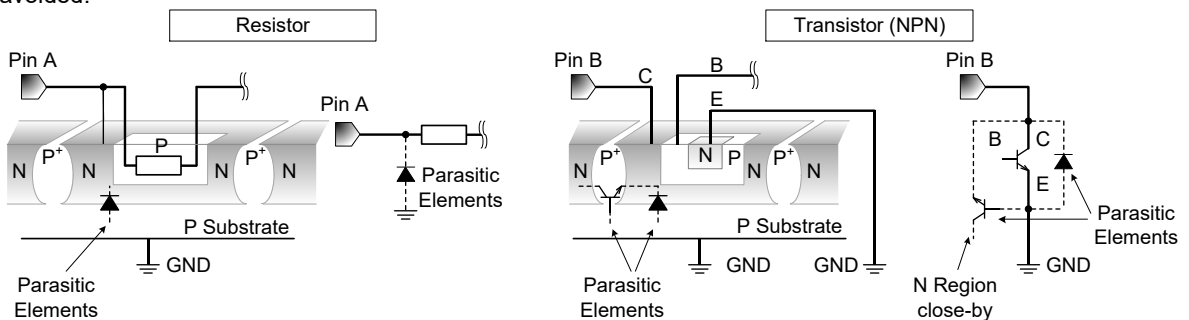 avoided.
Resistor
Transistor (NPN)
Pin A
Pin A
N
P+
N
P
N
P+
N
Parasitic
Elements
P Substrate
GND
Parasitic
Elements
Pin B
C
B
E
Pin B
N
P+
N
N
P
N
P+
N
P Substrate
GND
GND
Parasitic
Elements
B
C
E
Parasitic
Elements
GND
N Region
close-by